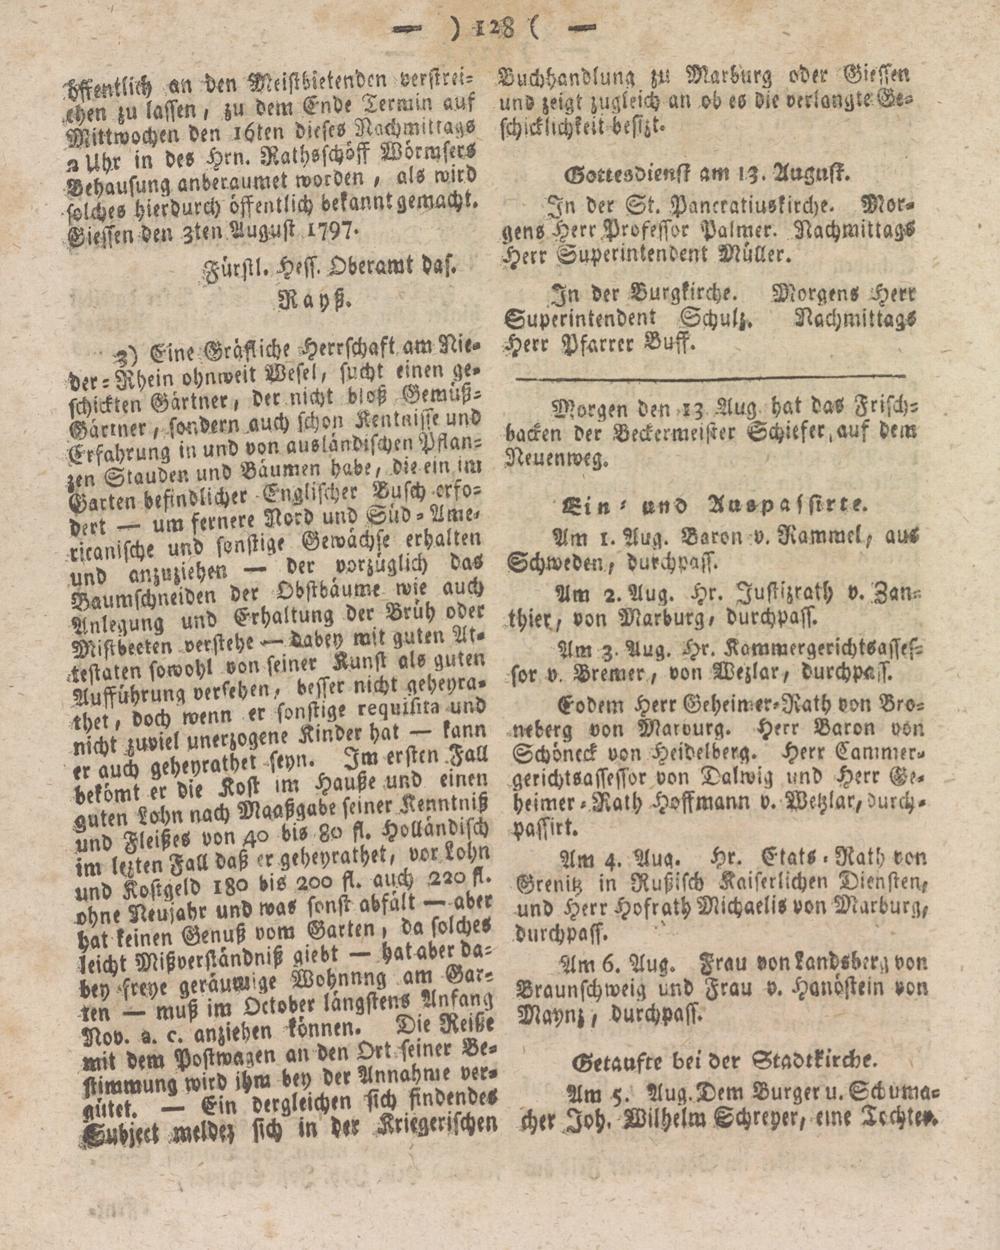 — ) 128 ( —
öffentlich an den Meistbietenden verstrei-
chen zu lassen, zu dem Ende Termin auf
Mittwochen den 16ten dieses Nachmittags
2 Uhr in des Hrn. Rathsschöff Wörmsers
Behausung anberaumet worden, als wird
solches hierdurch öffentlich bekannt gemacht.
Giessen den 3ten August 1797.
Fürstl. Hess. Oberamt das.
Rayß.
3) Eine Gräfliche Herrschaft am Nie-
der-Rhein ohnweit Wesel, sucht einen ge-
schickten Gärtner, der nicht bloß Gemüß-
Gärtner, sondern auch schon Kentnisse und
Erfahrung in und von ausländischen Pflan-
zen Stauden und Bäumen habe, die ein im
Garten befindlicher Englischer Busch erfo-
dert — um fernere Nord und Süd-Ame-
ricanische und sonstige Gewächse erhalten
und anzuziehen — der vorzüglich das
Baumschneiden der Obstbäume wie auch
Anlegung und Erhaltung der Brüh oder
Mistbeeten verstehe — dabey mit guten At-
testaten sowohl von seiner Kunst als guten
Aufführung versehen, besser nicht geheyra-
thet, doch wenn er sonstige requisita und
nicht zuviel unerzogene Kinder hat — kann
er auch geheyrathet seyn. Im ersten Fall
bekömt er die Kost im Hauße und einen
guten Lohn nach Maaßgabe seiner Kenntniß
und Fleißes von 40 bis 80 fl. Holländisch
im lezten Fall daß er geheyrathet, vor Lohn
und Kostgeld 180 bis 200 fl. auch 220 fl.
ohne Neujahr und was sonst abfält — aber
hat keinen Genuß vom Garten, da solches
leicht Mißverständniß giebt — hat aber da-
bey freye geräumige Wohnnng am Gar-
ten — muß im October längstens Anfang
Nov. a. c. anziehen können. Die Reiße
mit dem Postwagen an den Ort seiner Be-
stimmung wird ihm bey der Annahme ver-
gütet. — Ein dergleichen sich findendes
Subject meldez sich in der Kriegerischen
Buchhandlung zu Marburg oder Giessen
und zeigt zugleich an ob es die verlangte Ge-
schicklichkeit besizt.
Gottesdienst am 13. August.
In der St. Pancratiuskirche. Mor-
gens Herr Professor Palmer. Nachmittags
Herr Superintendent Müller.
In der Burgkirche. Morgens Herr
Superintendent Schulz. Nachmittags
Herr Pfarrer Buff.
Morgen den 13 Aug. hat das Frisch-
backen der Beckermeister Schiefer, auf dem
Neuenweg.
Ein- und Auspassirte.
Am 1. Aug. Baron v. Rammel, aus
Schweden, durchpass.
Am 2. Aug. Hr. Justizrath v. Zan-
thier, von Marburg, durchpass.
Am 3. Aug. Hr. Kammergerichtsasses-
sor v. Bremer, von Wezlar, durchpass.
Eodem Herr Geheimer-Rath von Bro-
neberg von Marburg. Herr Baron von
Schöneck von Heidelberg. Herr Cammer-
gerichtsassessor von Dalwig und Herr Ge-
heimer-Rath Hoffmann v. Wetzlar, durch-
passirt.
Am 4. Aug. Hr. Etats-Rath von
Grenitz in Rußisch Kaiserlichen Diensten,
und Herr Hofrath Michaelis von Marburg,
durchpass.
Am 6. Aug. Frau von Landsberg von
Braunschweig und Frau v. Hanöstein von
Maynz, durchpass.
Getaufte bei der Stadtkirche.
Am 5. Aug. Dem Burger u. Schuma-
cher Joh. Wilhelm Schreyer, eine Tochter.